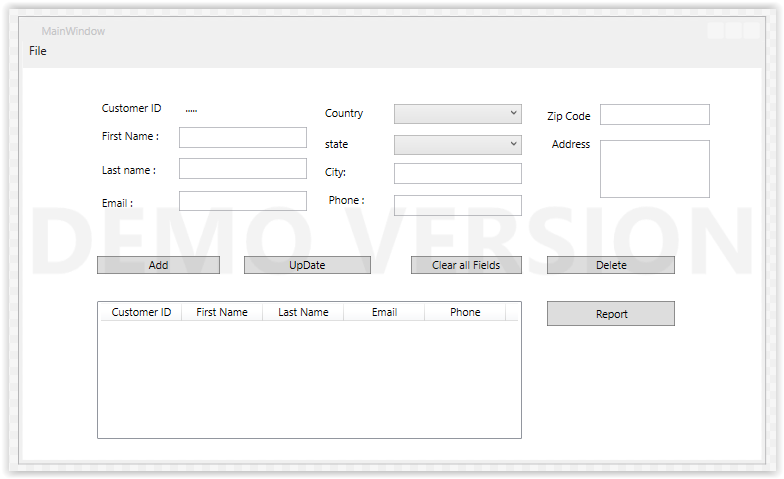 MainWindow
File
Customer ID .....
First Name :
Last name :
Email :
Country
state
City:
Phone :
Zip Code
Address
DEMO VERSION
Add UpDate Clear all Fields Delete
Customer ID First Name Last Name Email Phone
Report